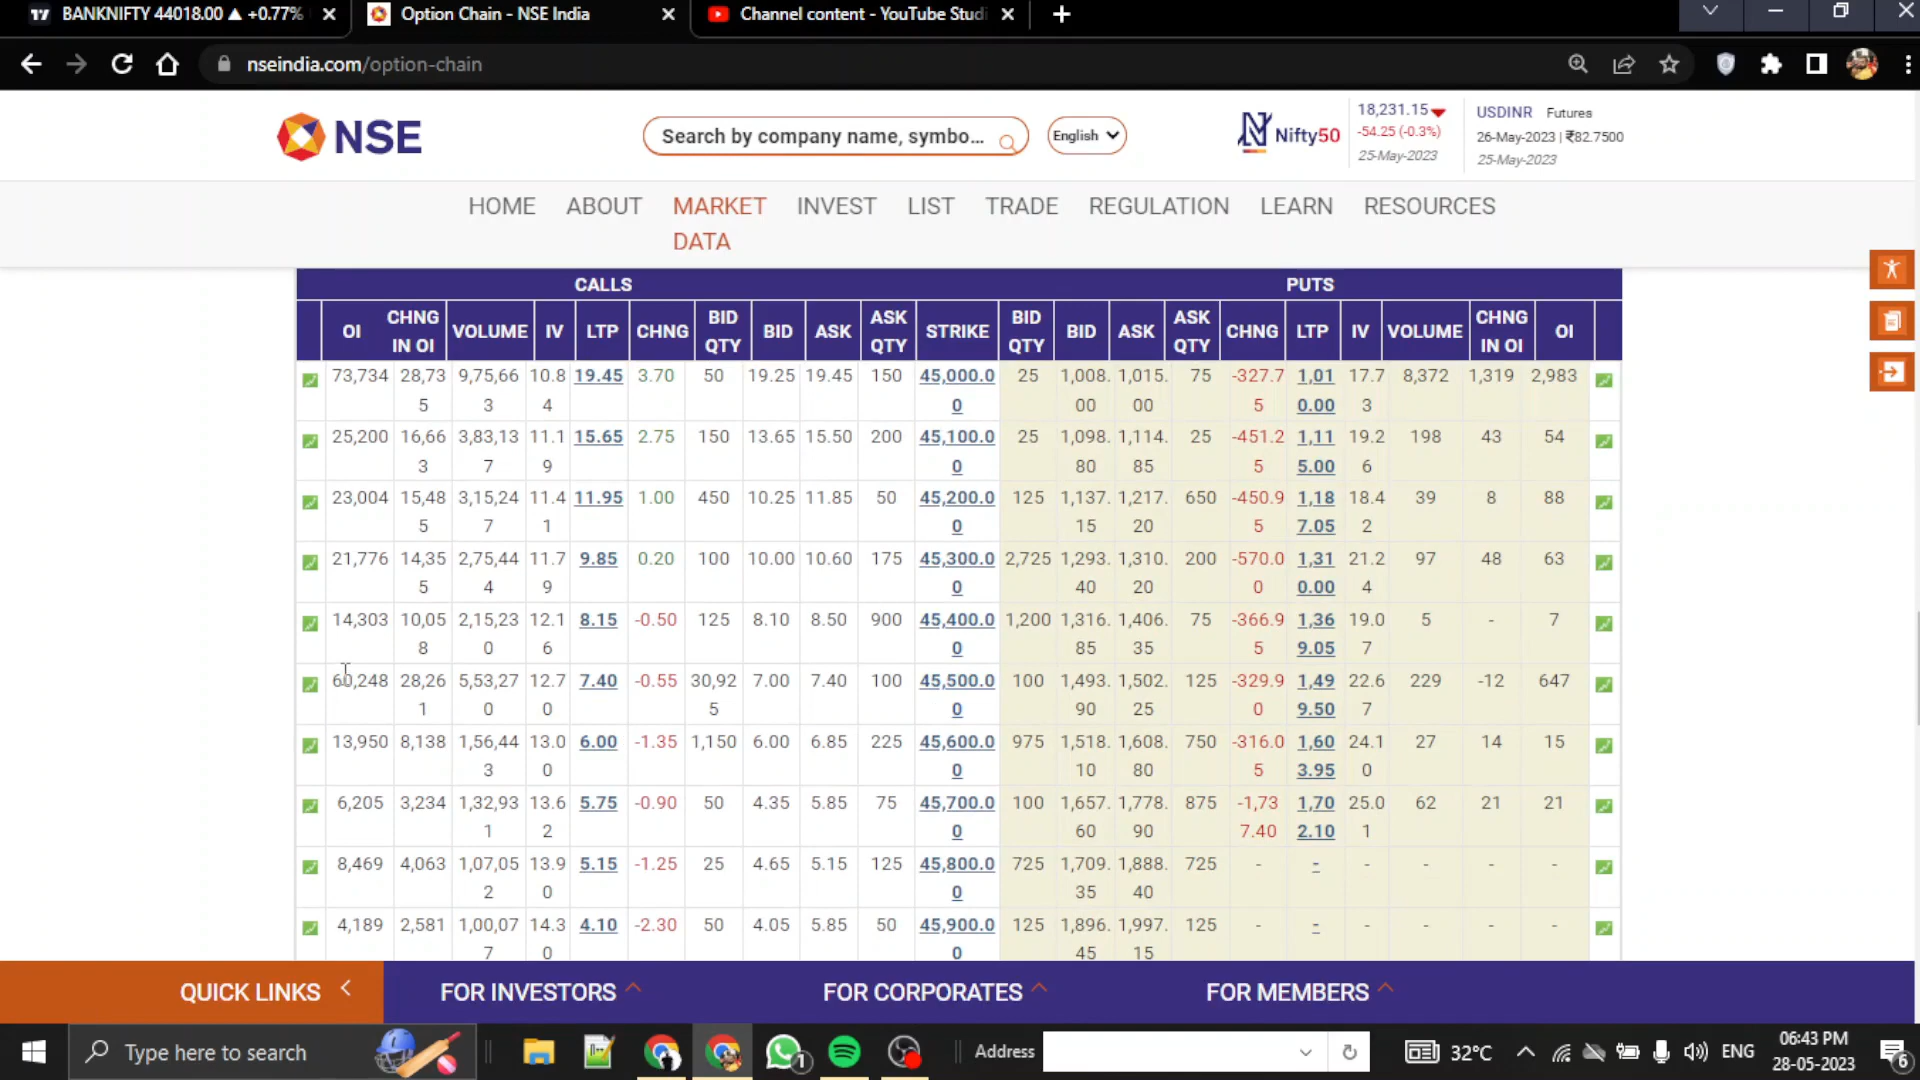 BANKNIFTY 44018.00 ▲ +0.77%
Option Chain - NSE India
Channel content - YouTube Studi
nseindia.com/option-chain
NSE
Search by company name, symbo...
English
Nifty50
18,231.15
-54.25 (-0.3%)
25-May-2023
USDINR Futures
26-May-2023 | ₹82.7500
25-May-2023
HOME ABOUT MARKET DATA INVEST LIST TRADE REGULATION LEARN RESOURCES
CALLS PUTS
OI CHNG IN OI VOLUME IV LTP CHNG BID QTY BID ASK ASK QTY STRIKE BID QTY BID ASK ASK QTY CHNG LTP IV VOLUME CHNG IN OI OI
73,734 28,735 9,75,663 10.84 19.45 3.70 50 19.25 19.45 150 45,000.00 25 1,008.00 1,015.00 75 -327.75 1,010.00 17.73 8,372 1,319 2,983
25,200 16,663 3,83,137 11.19 15.65 2.75 150 13.65 15.50 200 45,100.00 25 1,098.80 1,114.85 25 -451.25 1,115.00 19.26 198 43 54
23,004 15,485 3,15,247 11.41 11.95 1.00 450 10.25 11.85 50 45,200.00 125 1,137.15 1,217.20 650 -450.95 1,187.05 18.42 39 8 88
21,776 14,355 2,75,444 11.79 9.85 0.20 100 10.00 10.60 175 45,300.00 2,725 1,293.40 1,310.20 200 -570.00 1,310.00 21.24 97 48 63
14,303 10,058 2,15,230 12.16 8.15 -0.50 125 8.10 8.50 900 45,400.00 1,200 1,316.85 1,406.35 75 -366.95 1,369.05 19.07 5 - 7
60,248 28,261 5,53,270 12.70 7.40 -0.55 30,925 7.00 7.40 100 45,500.00 100 1,493.90 1,502.25 125 -329.90 1,499.50 22.67 229 -12 647
13,950 8,138 1,56,443 13.00 6.00 -1.35 1,150 6.00 6.85 225 45,600.00 975 1,518.10 1,608.80 750 -316.05 1,603.95 24.10 27 14 15
6,205 3,234 1,32,931 13.62 5.75 -0.90 50 4.35 5.85 75 45,700.00 100 1,657.60 1,778.90 875 -1,737.40 1,702.10 25.01 62 21 21
8,469 4,063 1,07,052 13.90 5.15 -1.25 25 4.65 5.15 125 45,800.00 725 1,709.35 1,888.40 725 - - - - - -
4,189 2,581 1,00,077 14.30 4.10 -2.30 50 4.05 5.85 50 45,900.00 125 1,896.45 1,997.15 125 - - - - - -
QUICK LINKS FOR INVESTORS FOR CORPORATES FOR MEMBERS
Type here to search
1
Address
32°C
ENG
06:43 PM
28-05-2023
6